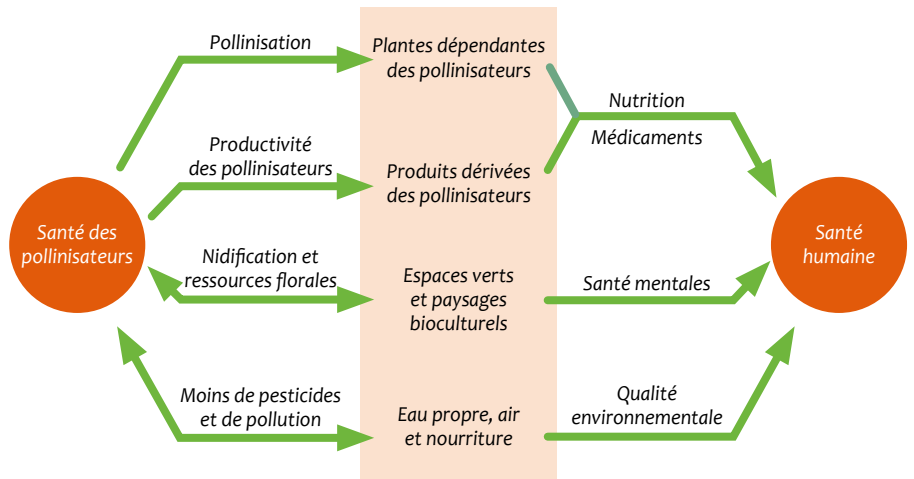 Pollinisation
Plantes dépendantes
des pollinisateurs
Nutrition
Médicaments
Productivité
des pollinisateurs
Produits dérivées
des pollinisateurs
Santé des
pollinisateurs
Santé
humaine
Nidification et
ressources florales
Espaces verts
et paysages
bioculturels
Santé mentales
Moins de pesticides
et de pollution
Eau propre, air
et nourriture
Qualité
environnementale